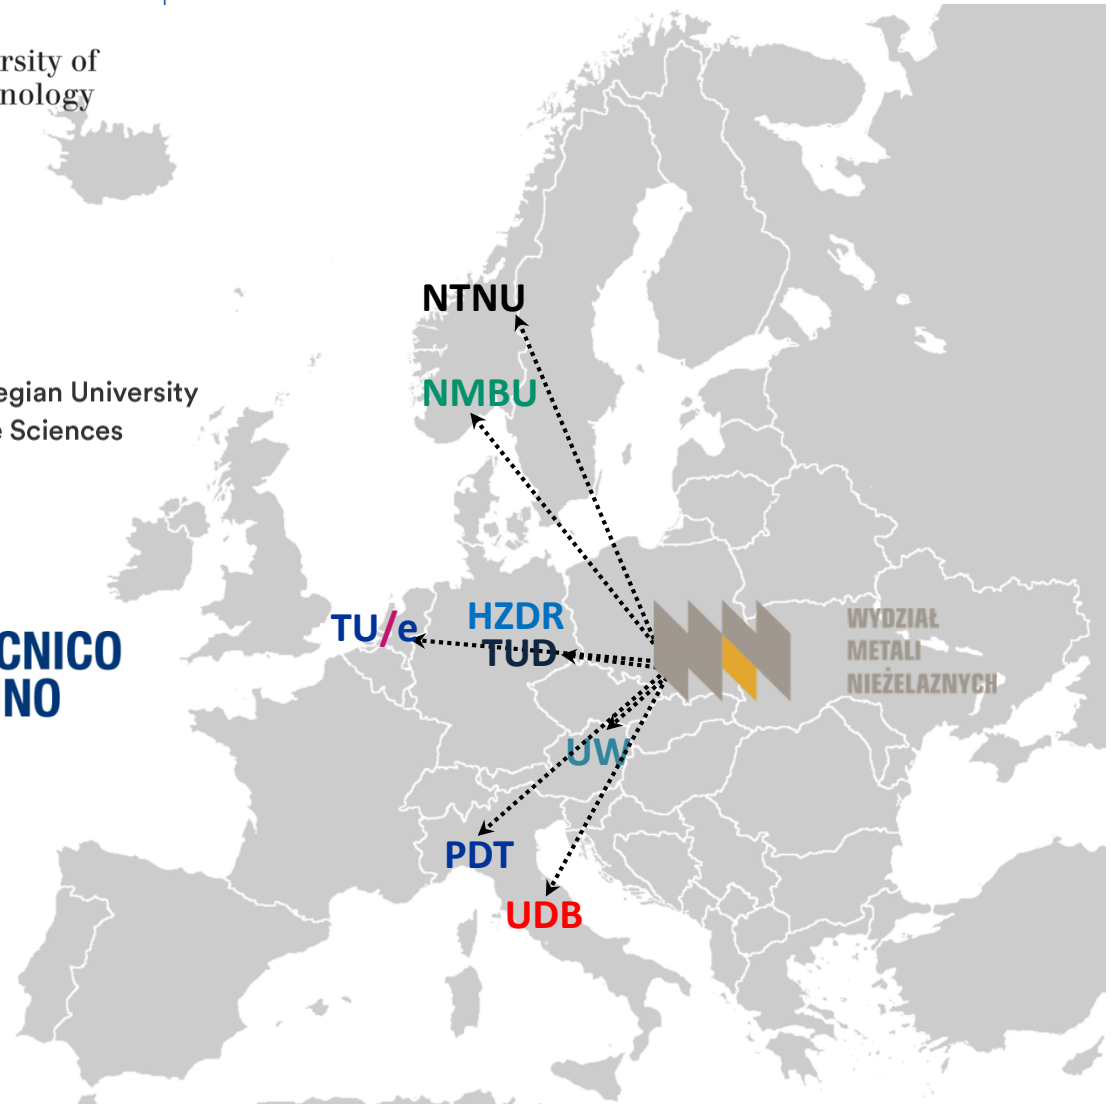 rsity of
nology
NTNU
NMBU
egian University
e Sciences
HZDR
TU/e
TUD
WYDZIAŁ
METALI
NIEŻELAZNYCH
CNICO
NO
UW
PDT
UDB